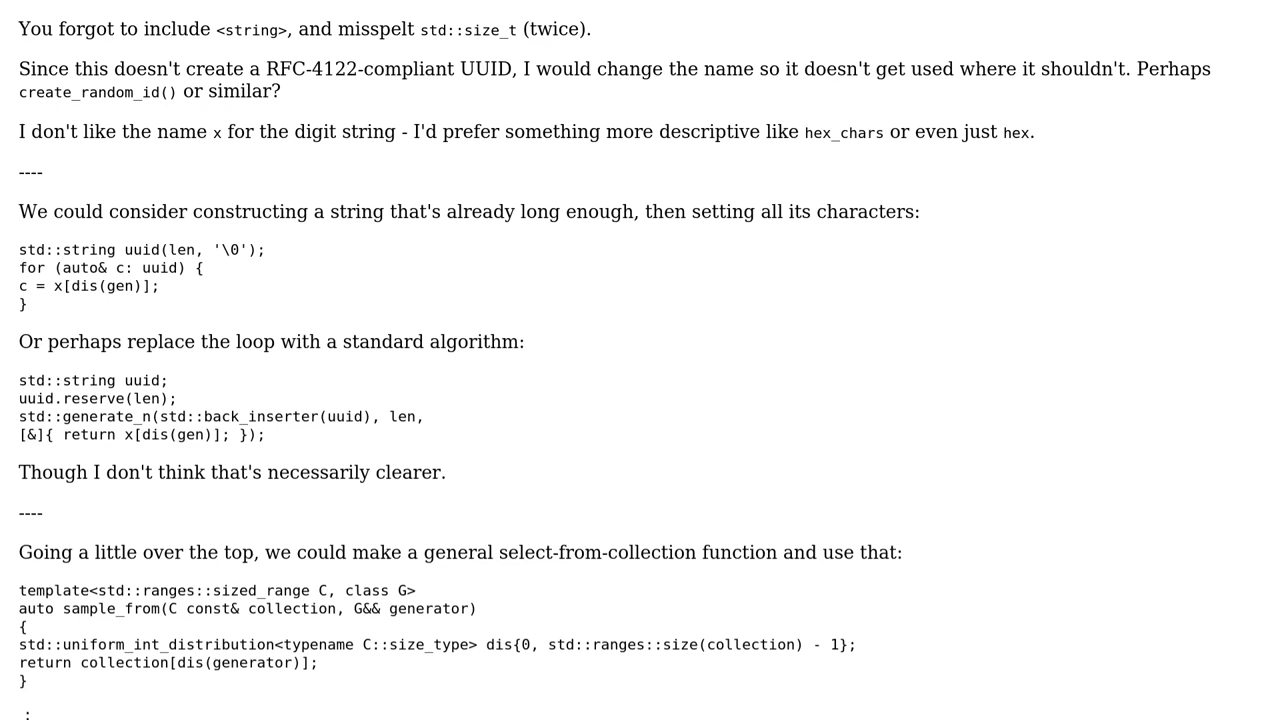 You forgot to include <string>, and misspelt std::size_t (twice).
Since this doesn't create a RFC-4122-compliant UUID, I would change the name so it doesn't get used where it shouldn't. Perhaps
create_random_id() or similar?
I don't like the name x for the digit string - I'd prefer something more descriptive like hex_chars or even just hex.
----
We could consider constructing a string that's already long enough, then setting all its characters:
std::string uuid(len, '\0');
for (auto& c: uuid) {
c = x[dis(gen)];
}
Or perhaps replace the loop with a standard algorithm:
std::string uuid;
uuid.reserve(len);
std::generate_n(std::back_inserter(uuid), len,
[&]{ return x[dis(gen)]; });
Though I don't think that's necessarily clearer.
----
Going a little over the top, we could make a general select-from-collection function and use that:
template<std::ranges::sized_range C, class G>
auto sample_from(C const& collection, G&& generator)
{
std::uniform_int_distribution<typename C::size_type> dis{0, std::ranges::size(collection) - 1};
return collection[dis(generator)];
}